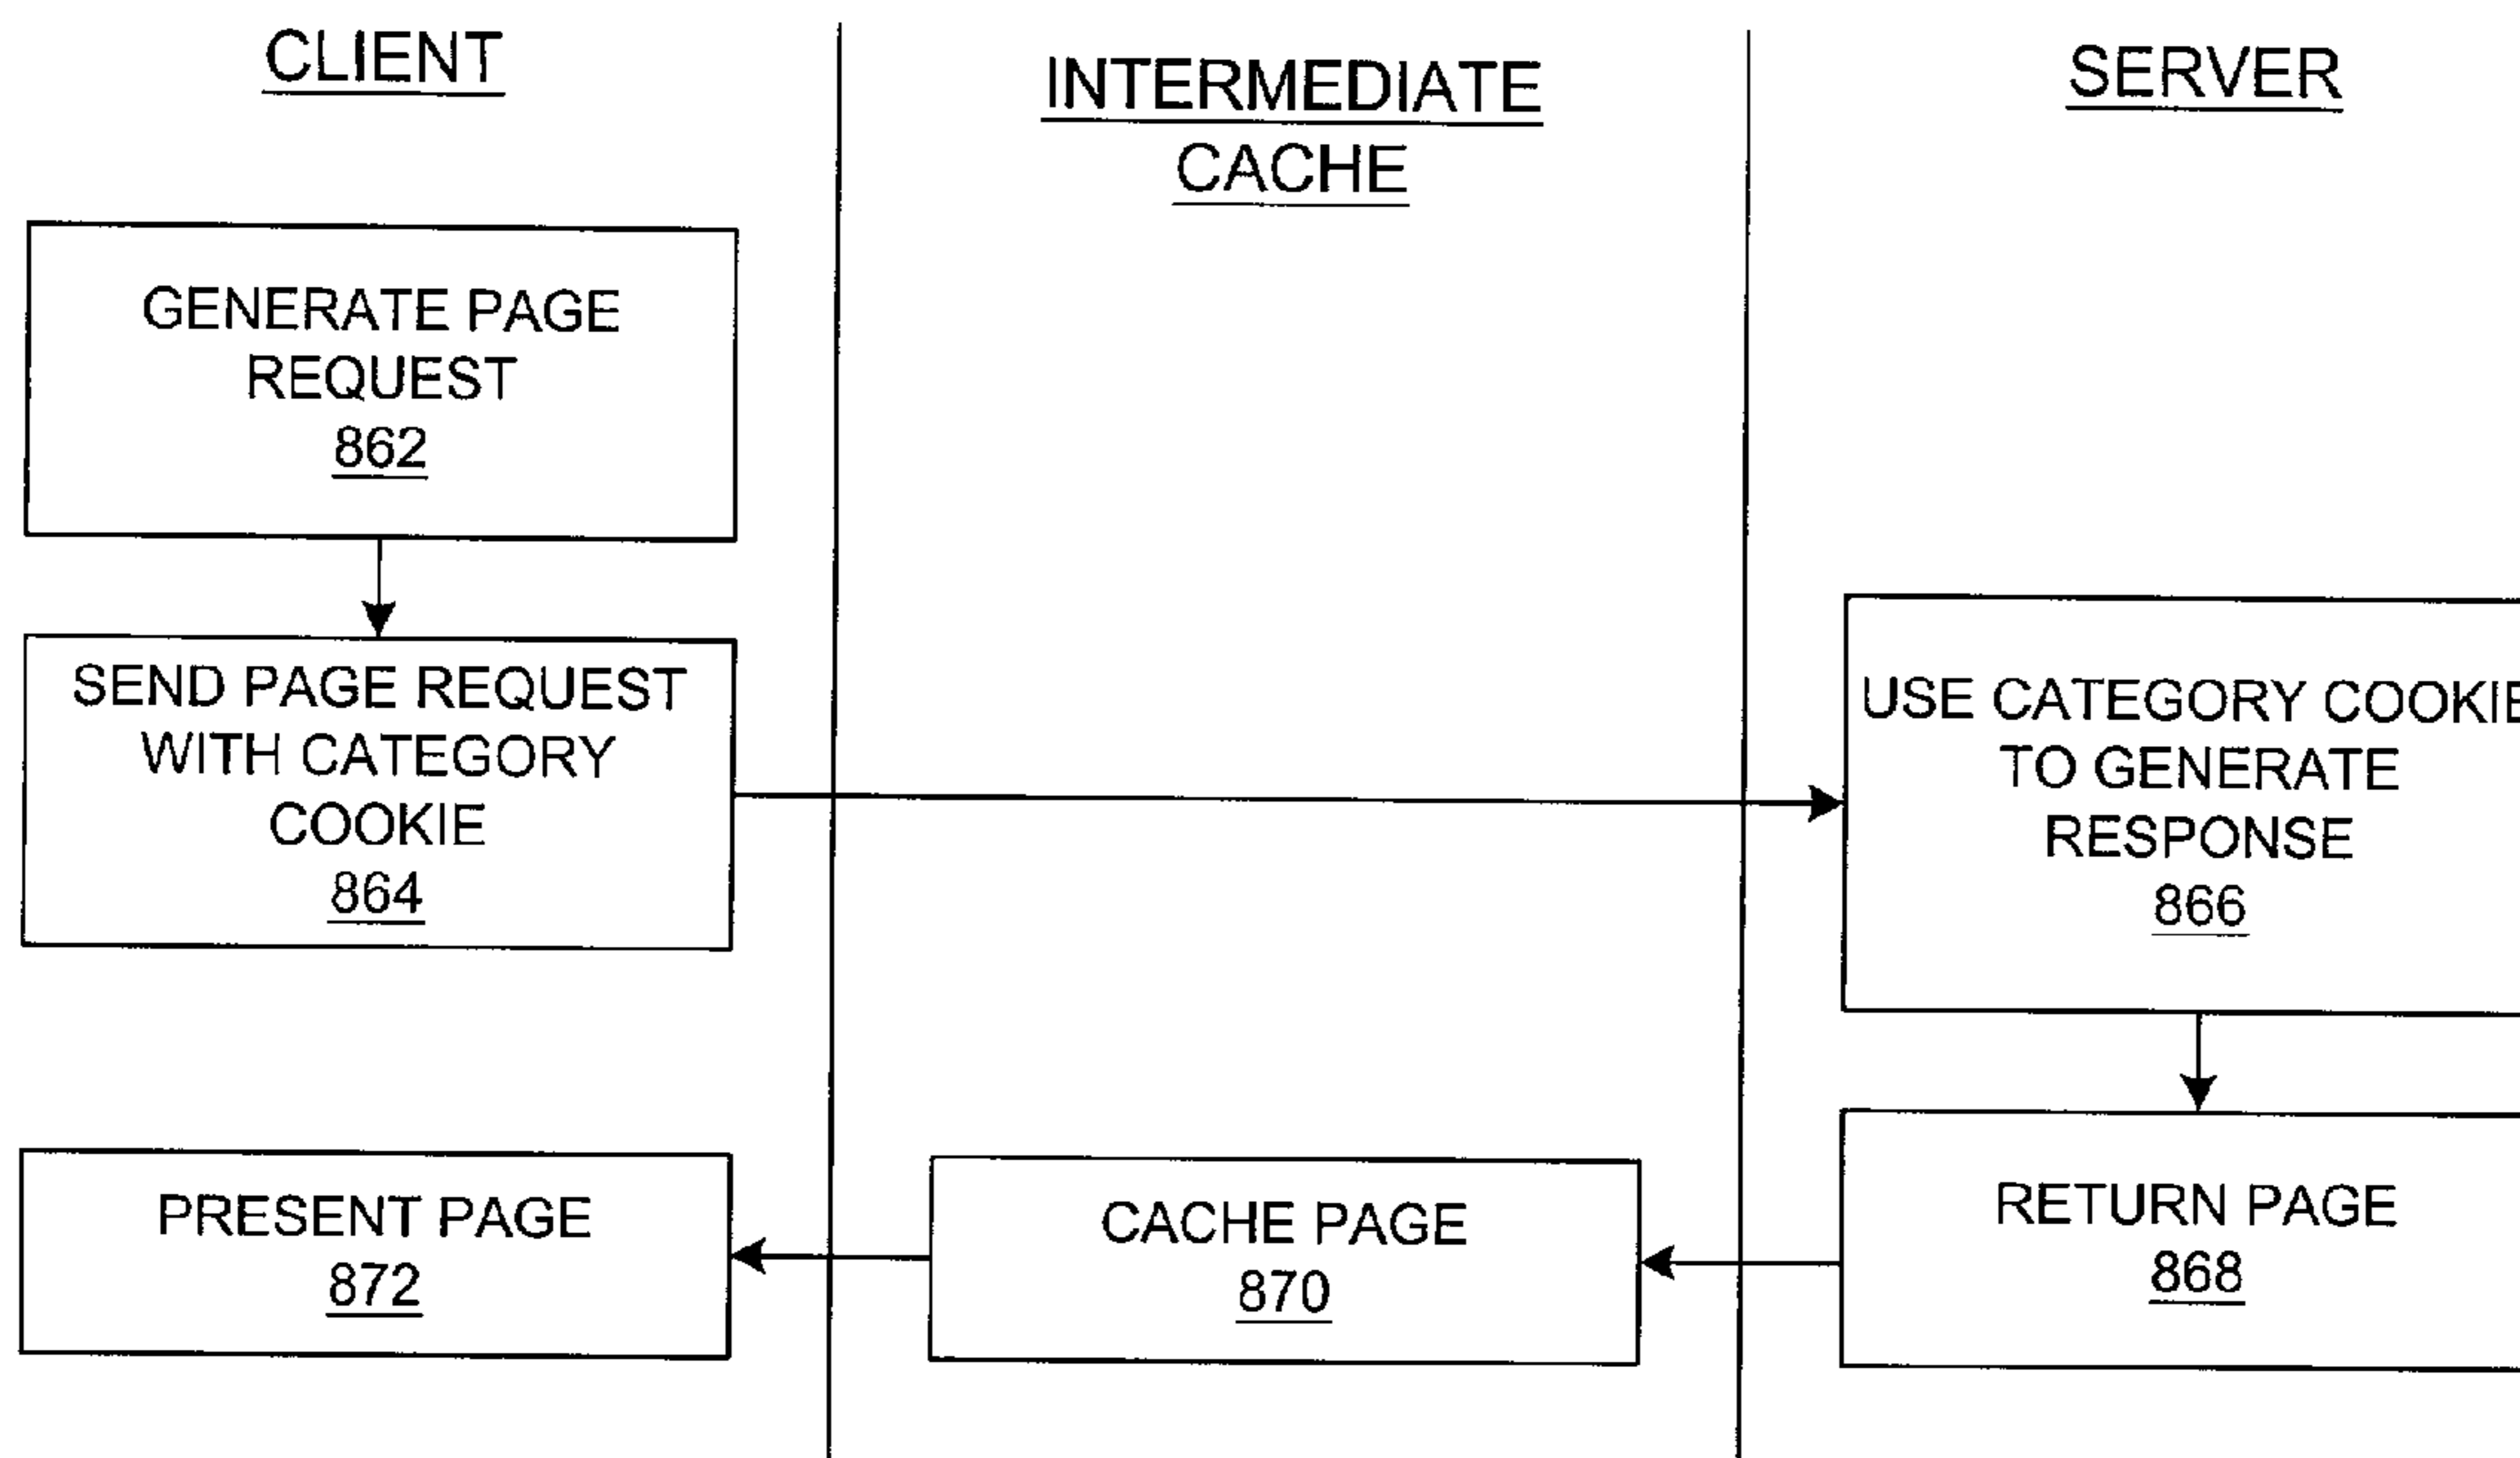 CLIENT
INTERMEDIATE
CACHE
SERVER
GENERATE PAGE
REQUEST
862
SEND PAGE REQUEST
WITH CATEGORY
COOKIE
864
USE CATEGORY COOKIE
TO GENERATE
RESPONSE
866
RETURN PAGE
868
CACHE PAGE
870
PRESENT PAGE
872